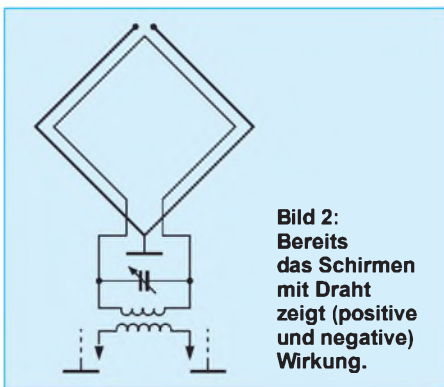 Bild 2:
Bereits
das Schirmen
mit Draht
zeigt (positive
und negative)
Wirkung.